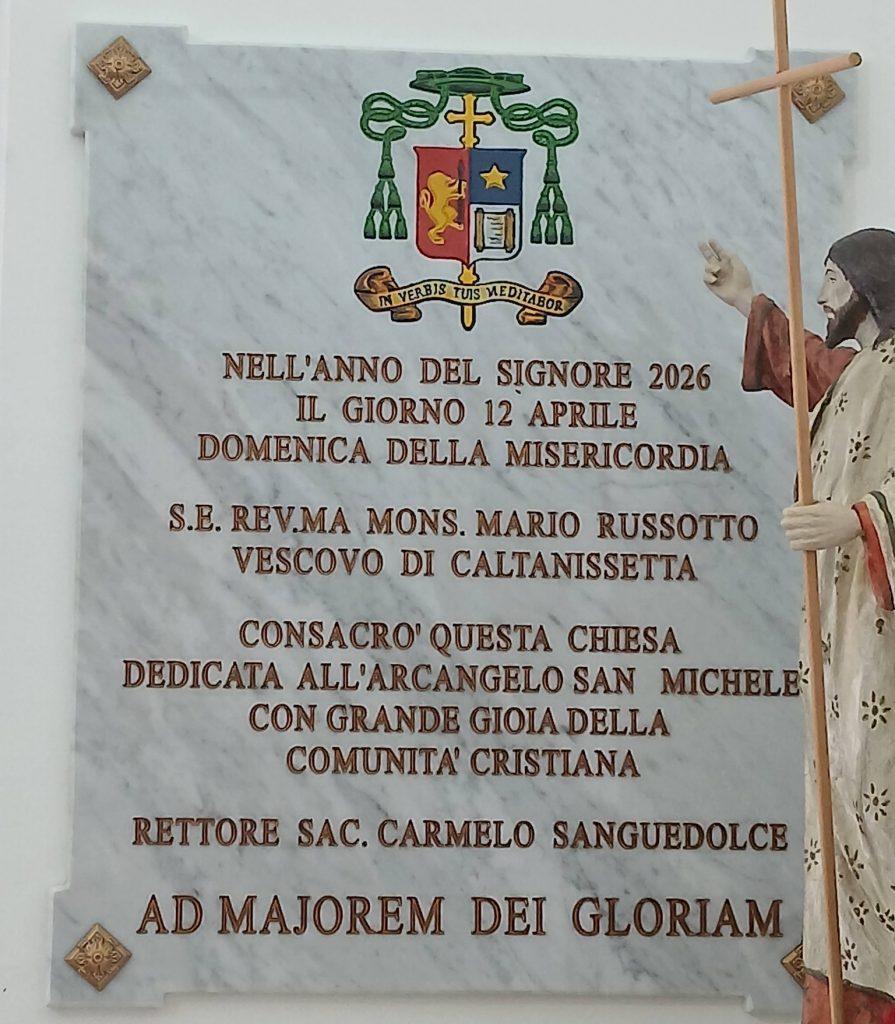 IN VERBIS TUIS MEDITABOR
NELL'ANNO DEL SIGNORE 2026
IL GIORNO 12 APRILE
DOMENICA DELLA MISERICORDIA
S.E. REV.MA MONS. MARIO RUSSOTTO
VESCOVO DI CALTANISSETTA
CONSACRO' QUESTA CHIESA
DEDICATA ALL'ARCANGELO SAN MICHELE
CON GRANDE GIOIA DELLA
COMUNITA' CRISTIANA
RETTORE SAC. CARMELO SANGUEDOLCE
AD MAJOREM DEI GLORIAM